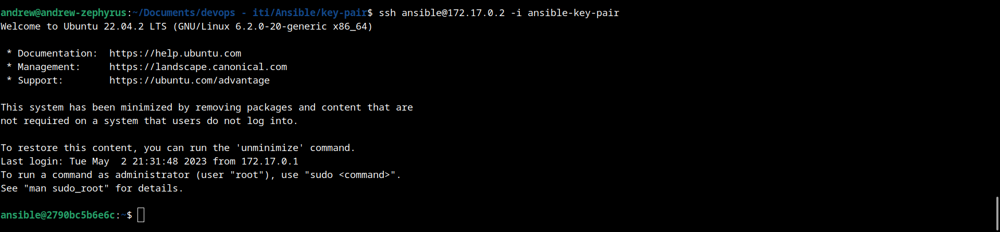 andrew@andrew-zephyrus:~/Documents/devops - iti/Ansible/key-pair$ ssh ansible@172.17.0.2 -i ansible-key-pair
Welcome to Ubuntu 22.04.2 LTS (GNU/Linux 6.2.0-20-generic x86_64)
 * Documentation:  https://help.ubuntu.com
 * Management:     https://landscape.canonical.com
 * Support:        https://ubuntu.com/advantage
This system has been minimized by removing packages and content that are
not required on a system that users do not log into.
To restore this content, you can run the 'unminimize' command.
Last login: Tue May  2 21:31:48 2023 from 172.17.0.1
To run a command as administrator (user "root"), use "sudo <command>".
See "man sudo_root" for details.
ansible@2790bc5b6e6c:~$